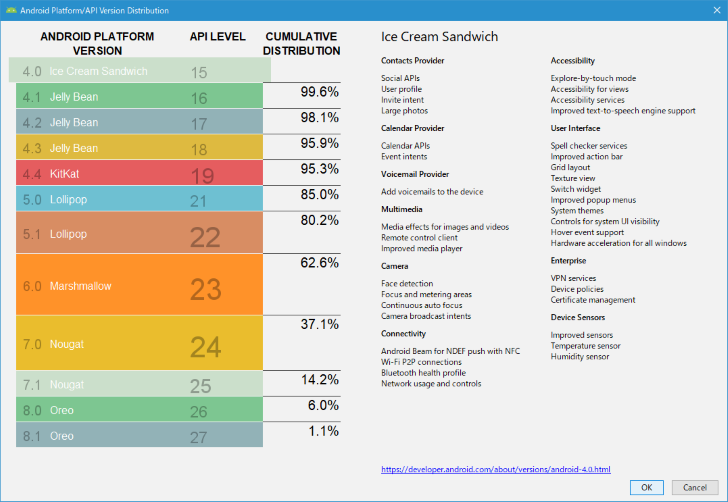 Android Platform/API Version Distribution
ANDROID PLATFORM
VERSION
API LEVEL
CUMULATIVE
DISTRIBUTION
4.0 Ice Cream Sandwich 15
99.6%
4.1 Jelly Bean 16
98.1%
4.2 Jelly Bean 17
95.9%
4.3 Jelly Bean 18
95.3%
4.4 KitKat 19
85.0%
5.0 Lollipop 21
80.2%
5.1 Lollipop 22
62.6%
6.0 Marshmallow 23
37.1%
7.0 Nougat 24
14.2%
7.1 Nougat 25
6.0%
8.0 Oreo 26
1.1%
8.1 Oreo 27
Ice Cream Sandwich
Contacts Provider
Social APIs
User profile
Invite intent
Large photos
Calendar Provider
Calendar APIs
Event intents
Voicemail Provider
Add voicemails to the device
Multimedia
Media effects for images and videos
Remote control client
Improved media player
Camera
Face detection
Focus and metering areas
Continuous auto focus
Camera broadcast intents
Connectivity
Android Beam for NDEF push with NFC
Wi-Fi P2P connections
Bluetooth health profile
Network usage and controls
Accessibility
Explore-by-touch mode
Accessibility for views
Accessibility services
Improved text-to-speech engine support
User Interface
Spell checker services
Improved action bar
Grid layout
Texture view
Switch widget
Improved popup menus
System themes
Controls for system UI visibility
Hover event support
Hardware acceleration for all windows
Enterprise
VPN services
Device policies
Certificate management
Device Sensors
Improved sensors
Temperature sensor
Humidity sensor
https://developer.android.com/about/versions/android-4.0.html
OK
Cancel